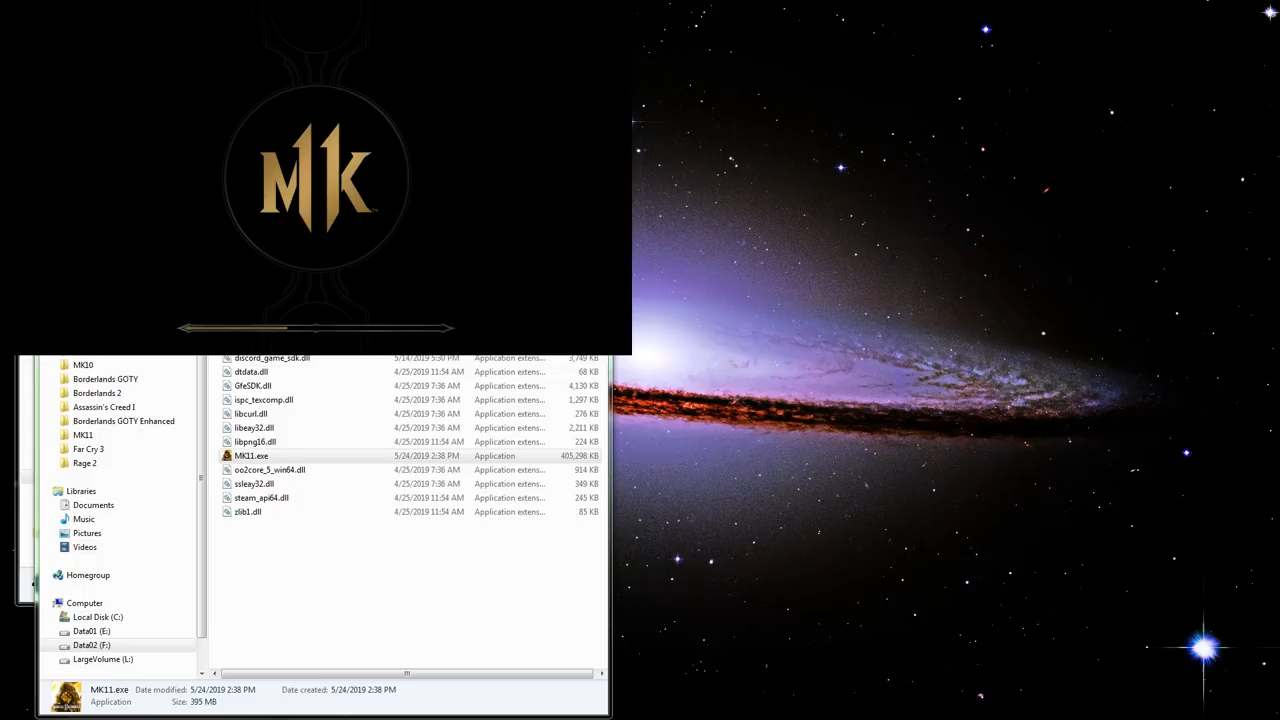 MK
™
MK10
Borderlands GOTY
Borderlands 2
Assassin's Creed I
Borderlands GOTY Enhanced
MK11
Far Cry 3
Rage 2
Libraries
Documents
Music
Pictures
Videos
Homegroup
Computer
Local Disk (C:)
Data01 (E:)
Data02 (F:)
LargeVolume (L:)
discord_game_sdk.dll 5/14/2019 5:30 PM Application extens... 3,749 KB
dtdata.dll 4/25/2019 11:54 AM Application extens... 68 KB
GfeSDK.dll 4/25/2019 7:36 AM Application extens... 4,130 KB
ispc_texcomp.dll 4/25/2019 7:36 AM Application extens... 1,297 KB
libcurl.dll 4/25/2019 7:36 AM Application extens... 276 KB
libeay32.dll 4/25/2019 7:36 AM Application extens... 2,211 KB
libpng16.dll 4/25/2019 11:54 AM Application extens... 224 KB
MK11.exe 5/24/2019 2:38 PM Application 405,298 KB
oo2core_5_win64.dll 4/25/2019 7:36 AM Application extens... 914 KB
ssleay32.dll 4/25/2019 7:36 AM Application extens... 349 KB
steam_api64.dll 4/25/2019 11:54 AM Application extens... 245 KB
zlib1.dll 4/25/2019 11:54 AM Application extens... 85 KB
MK11.exe Date modified: 5/24/2019 2:38 PM Date created: 5/24/2019 2:38 PM
Application Size: 395 MB